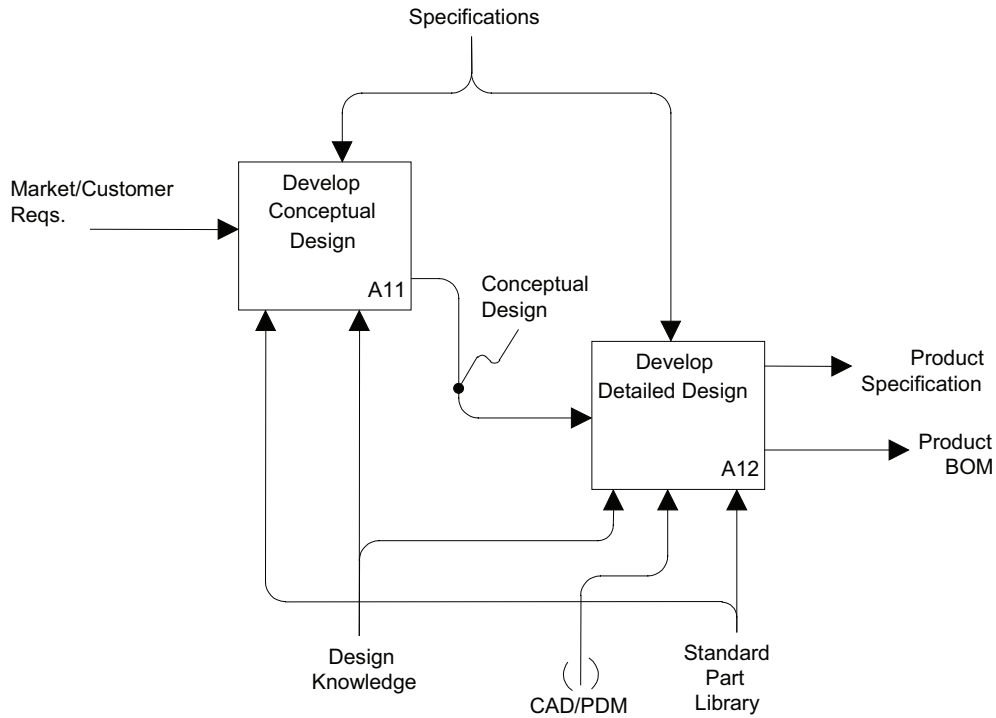 Specifications
Market/Customer
Reqs.
Develop
Conceptual
Design
A11
Conceptual
Design
Develop
Detailed Design
A12
Product
Specification
Product
BOM
Design
Knowledge
CAD/PDM
Standard
Part
Library